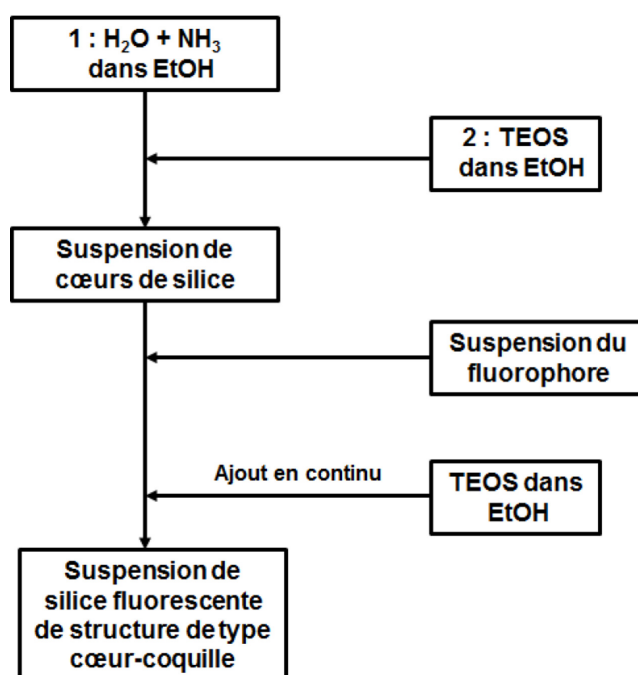 1 : H₂O + NH₃
dans EtOH
2 : TEOS
dans EtOH
Suspension de
cœurs de silice
Suspension du
fluorophore
Ajout en continu
TEOS dans
EtOH
Suspension de
silice fluorescente
de structure de type
cœur-coquille